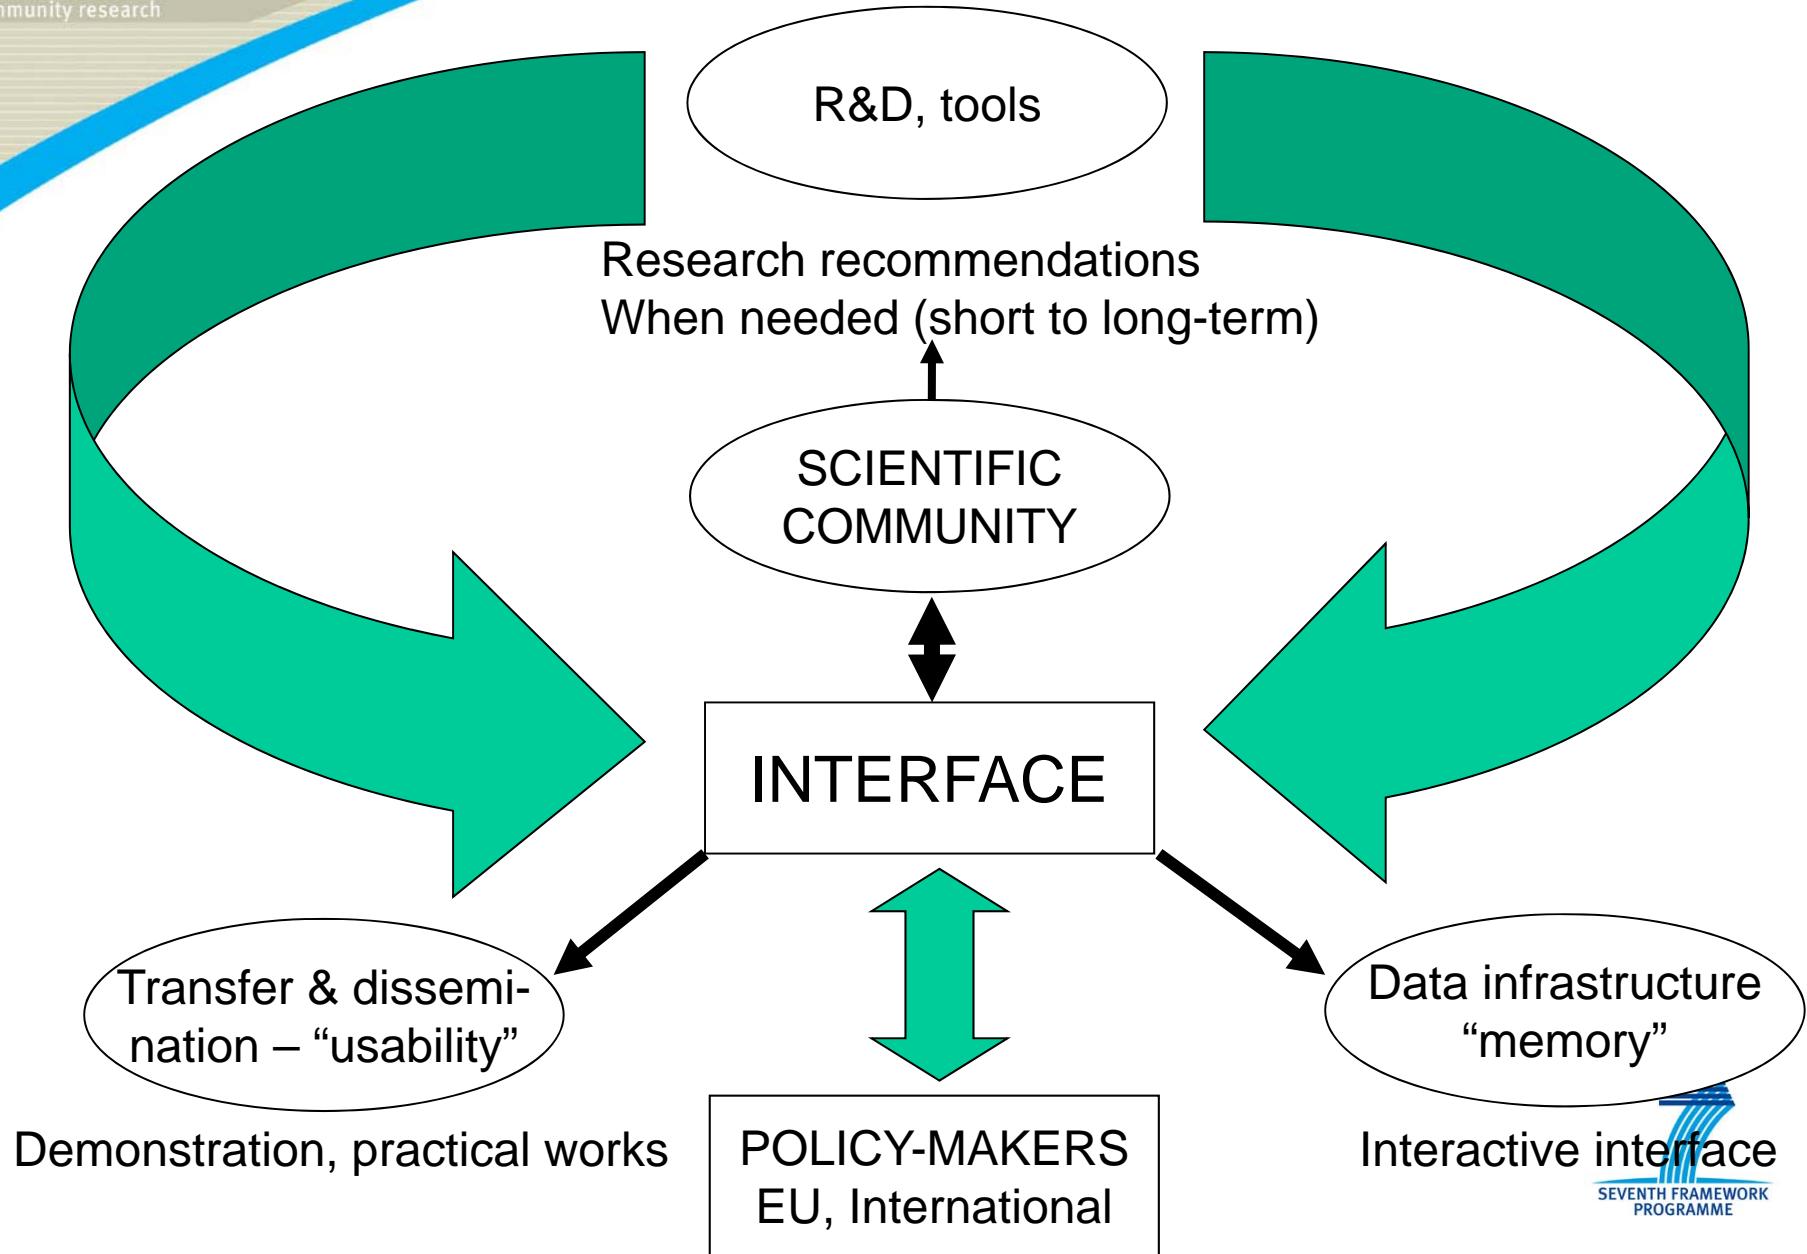 research
R&D, tools
Research recommendations
When needed (short to long-term)
SCIENTIFIC
COMMUNITY
INTERFACE
Transfer & dissemi-
nation – “usability”
Data infrastructure
“memory”
Demonstration, practical works
POLICY-MAKERS
EU, International
Interactive interface
SEVENTH FRAMEWORK
PROGRAMME